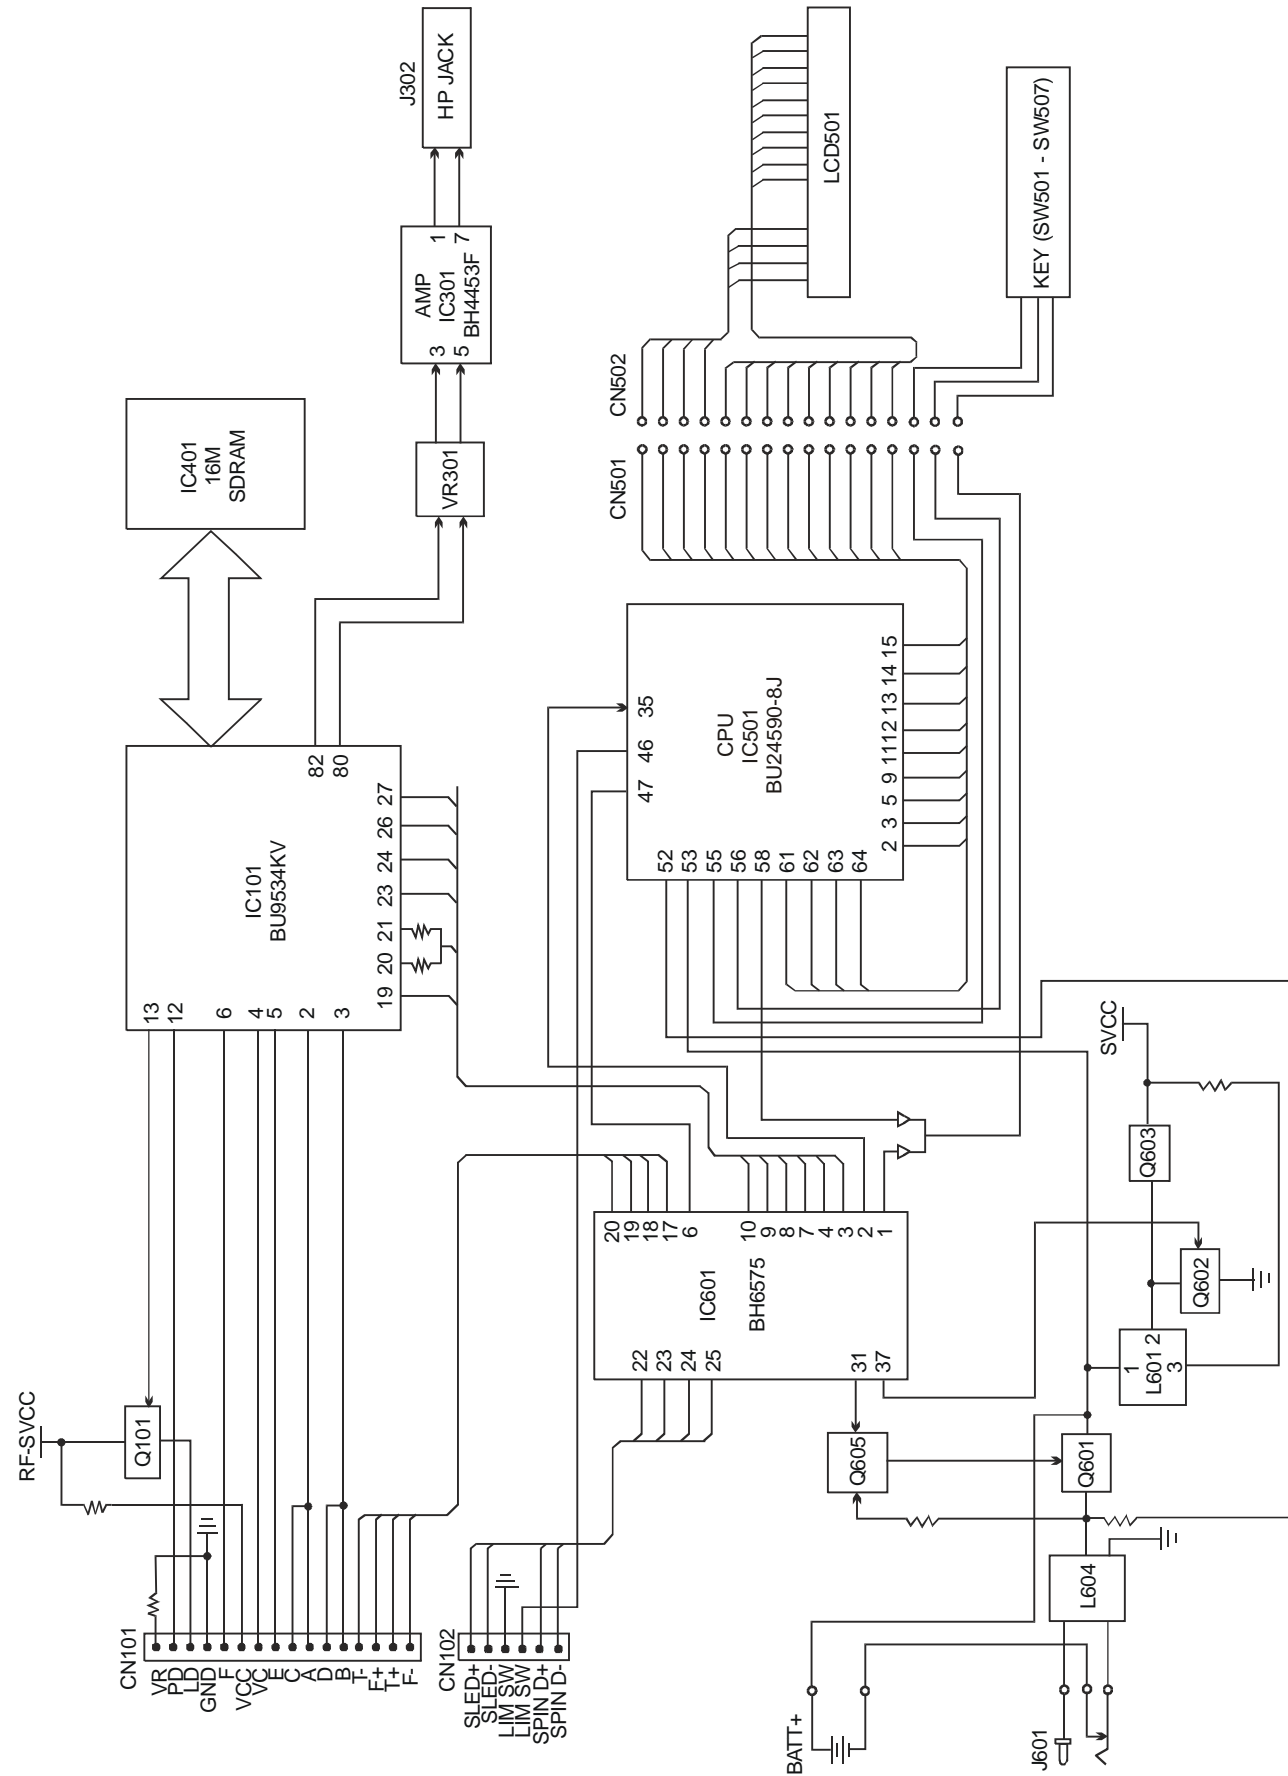 J302
HP JACK
AMP
IC301
BH4453F
1
7
3
5
VR301
IC401
16M
SDRAM
IC101
BU9534KV
82
80
27
26
24
23
21
20
19
13
12
6
4
5
2
3
LCD501
KEY (SW501 - SW507)
CN502
CN501
CPU
IC501
BU24590-8J
35
46
47
52
53
55
56
58
61
62
63
64
2
3
5
9
11
12
13
14
15
RF-SVCC
Q101
CN101
VR
PD
LD
GND
F
VCC
VC
E
C
A
D
B
T-
F+
T+
F-
CN102
SLED+
SLED-
LIM SW
LIM SW
SPIN D+
SPIN D-
IC601
BH6575
20
19
18
17
6
10
9
8
7
4
3
2
1
22
23
24
25
31
37
SVCC
Q603
Q602
L601
1
2
3
Q605
Q601
L604
BATT+
J601